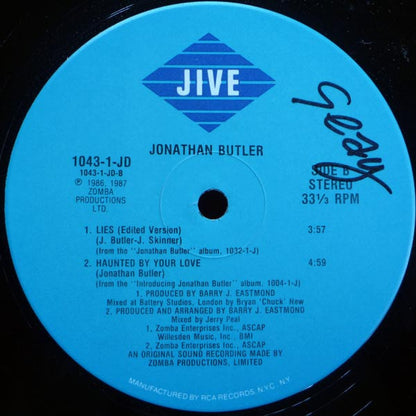 JIVE
JONATHAN BUTLER
1043-1-JD
1043-1-JD-B
℗ 1986, 1987
ZOMBA
PRODUCTIONS
LTD.
SIDE B
STEREO
33⅓ RPM
1. LIES (Edited Version) 3:57
(J. Butler-J. Skinner)
(from the "Jonathan Butler" album, 1032-1-J)
2. HAUNTED BY YOUR LOVE 4:59
(Jonathan Butler)
(from the "Introducing Jonathan Butler" album, 1004-1-J)
1. PRODUCED BY BARRY J. EASTMOND
Mixed at Battery Studios, London by Bryan 'Chuck' New
2. PRODUCED AND ARRANGED BY BARRY J. EASTMOND
Mixed by Jerry Peal
1. Zomba Enterprises Inc., ASCAP
Willesden Music, Inc., BMI
2. Zomba Enterprises Inc., ASCAP
AN ORIGINAL SOUND RECORDING MADE BY
ZOMBA PRODUCTIONS, LIMITED
MANUFACTURED BY RCA RECORDS, N.Y.C., N.Y.